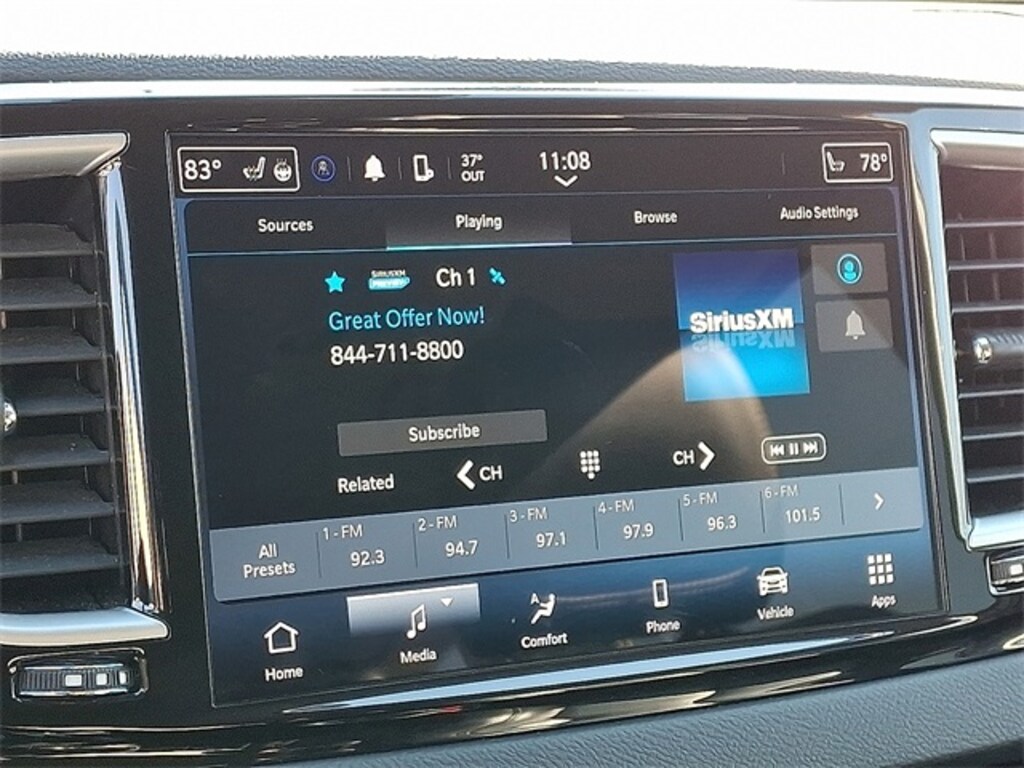 83° 37° OUT 11:08 78°
Sources Playing Browse Audio Settings
SIRIUSXM PREVIEW Ch 1
Great Offer Now!
844-711-8800
SiriusXM
Subscribe
Related CH CH
All Presets
1-FM 92.3
2-FM 94.7
3-FM 97.1
4-FM 97.9
5-FM 96.3
6-FM 101.5
Home Media Comfort Phone Vehicle Apps